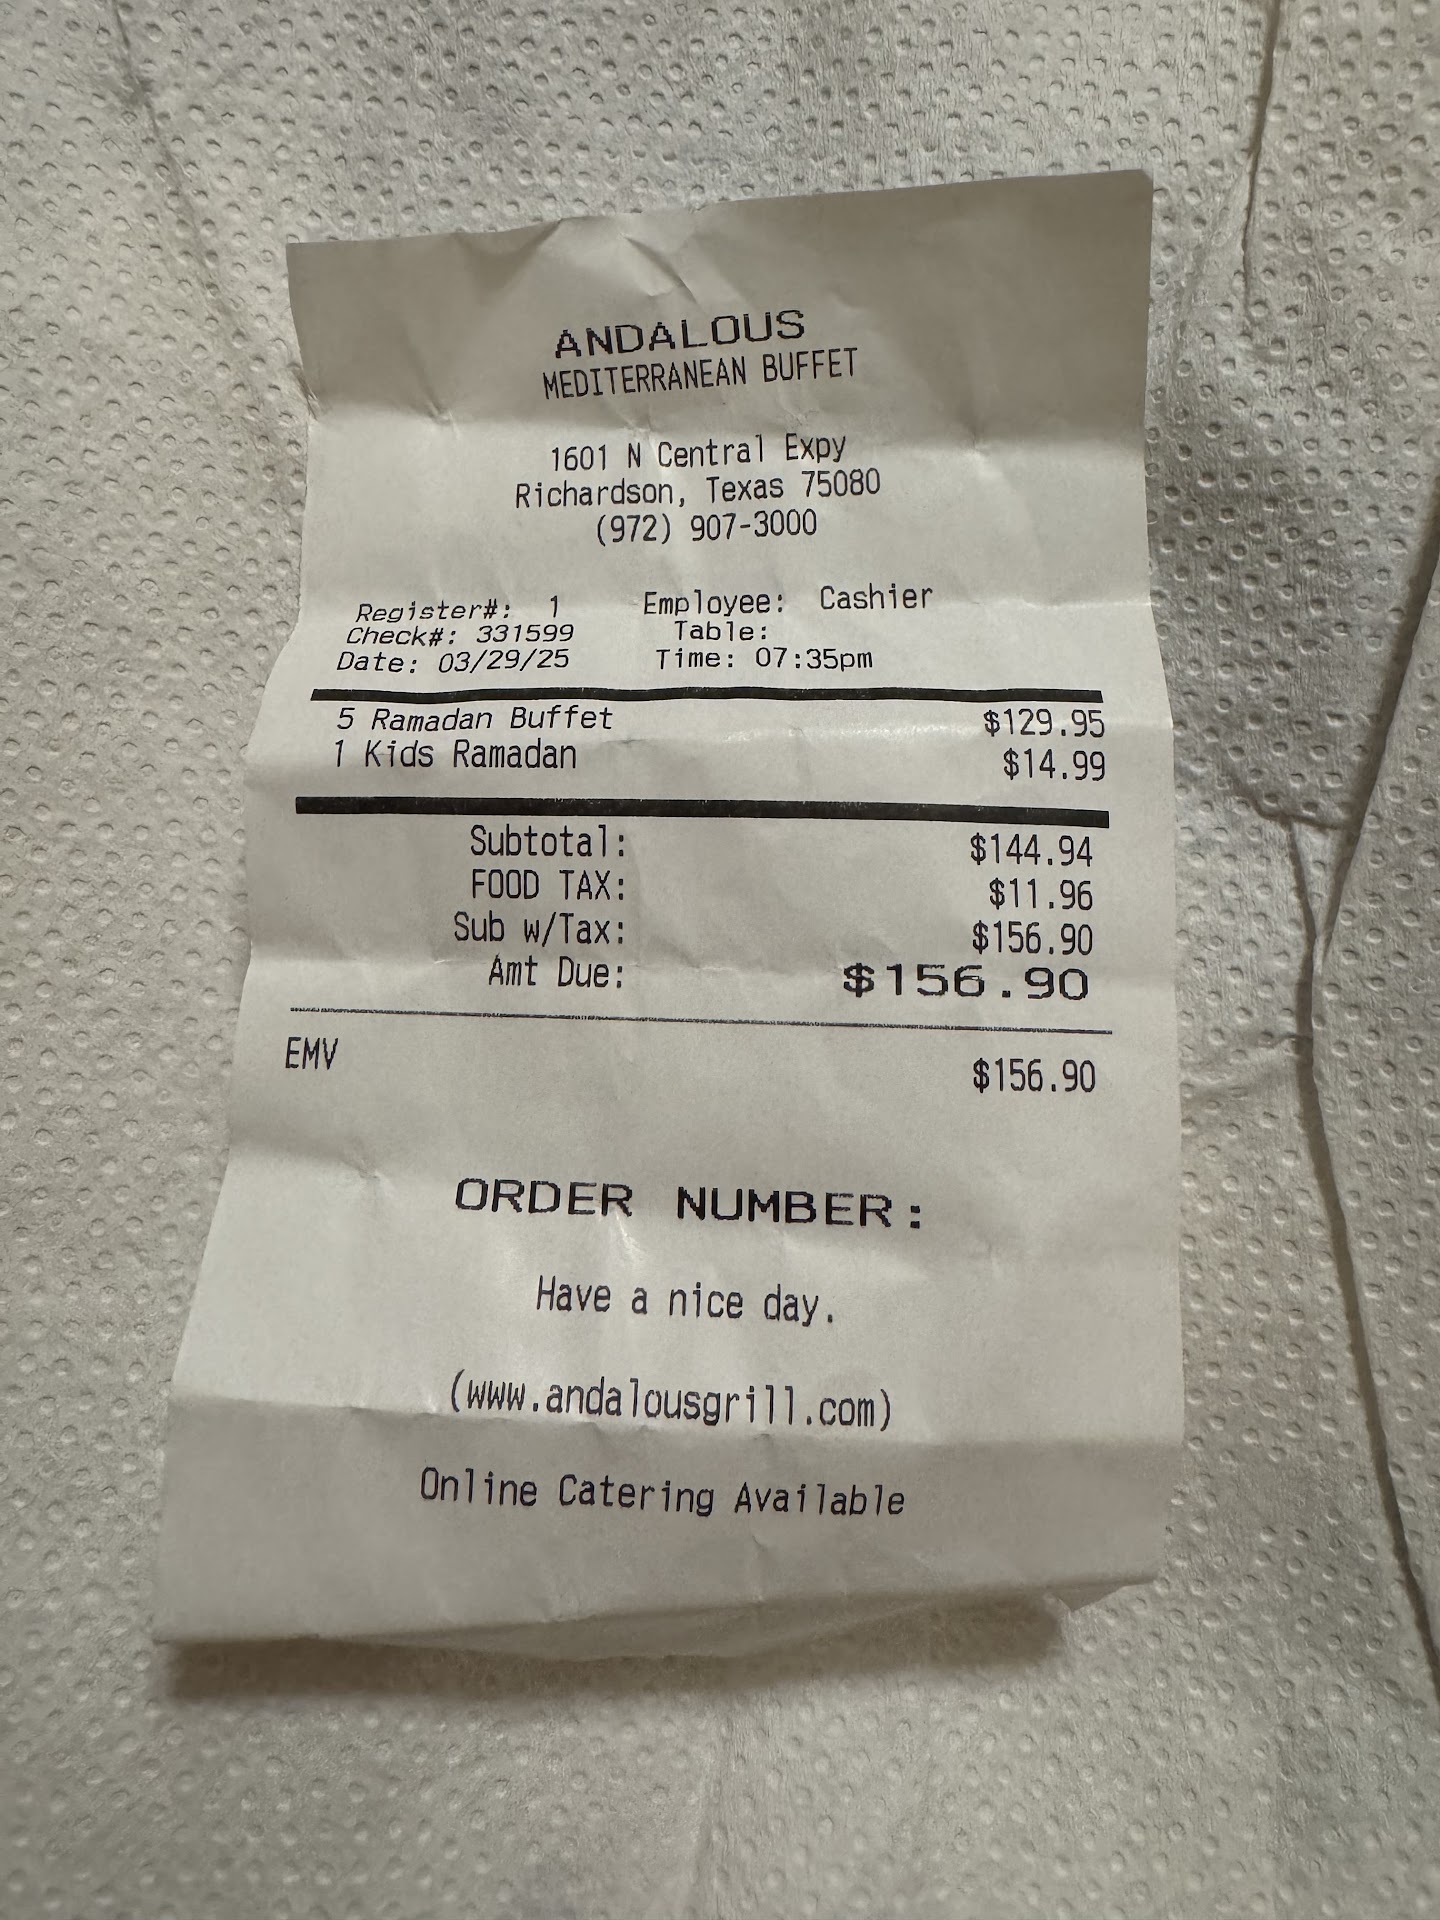 ANDALOUS
MEDITERRANEAN BUFFET
1601 N Central Expy
Richardson, Texas 75080
(972) 907-3000
Register#: 1 Employee: Cashier
Check#: 331599 Table:
Date: 03/29/25 Time: 07:35pm
5 Ramadan Buffet $129.95
1 Kids Ramadan $14.99
Subtotal: $144.94
FOOD TAX: $11.96
Sub w/Tax: $156.90
Amt Due: $156.90
EMV $156.90
ORDER NUMBER:
Have a nice day.
(www.andalousgrill.com)
Online Catering Available